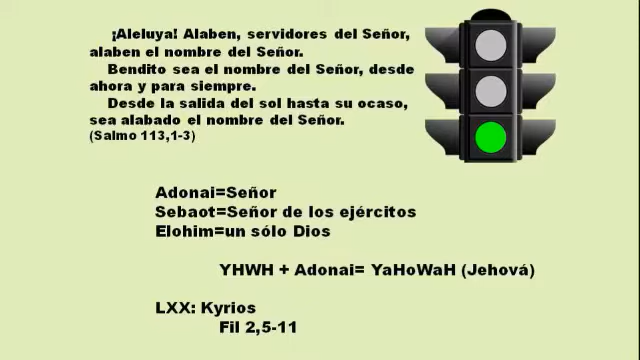 ¡Aleluya! Alaben, servidores del Señor,
alaben el nombre del Señor.
Bendito sea el nombre del Señor, desde
ahora y para siempre.
Desde la salida del sol hasta su ocaso,
sea alabado el nombre del Señor.
(Salmo 113,1-3)
Adonai=Señor
Sebaot=Señor de los ejércitos
Elohim=un sólo Dios
YHWH + Adonai= YaHoWaH (Jehová)
LXX: Kyrios
Fil 2,5-11